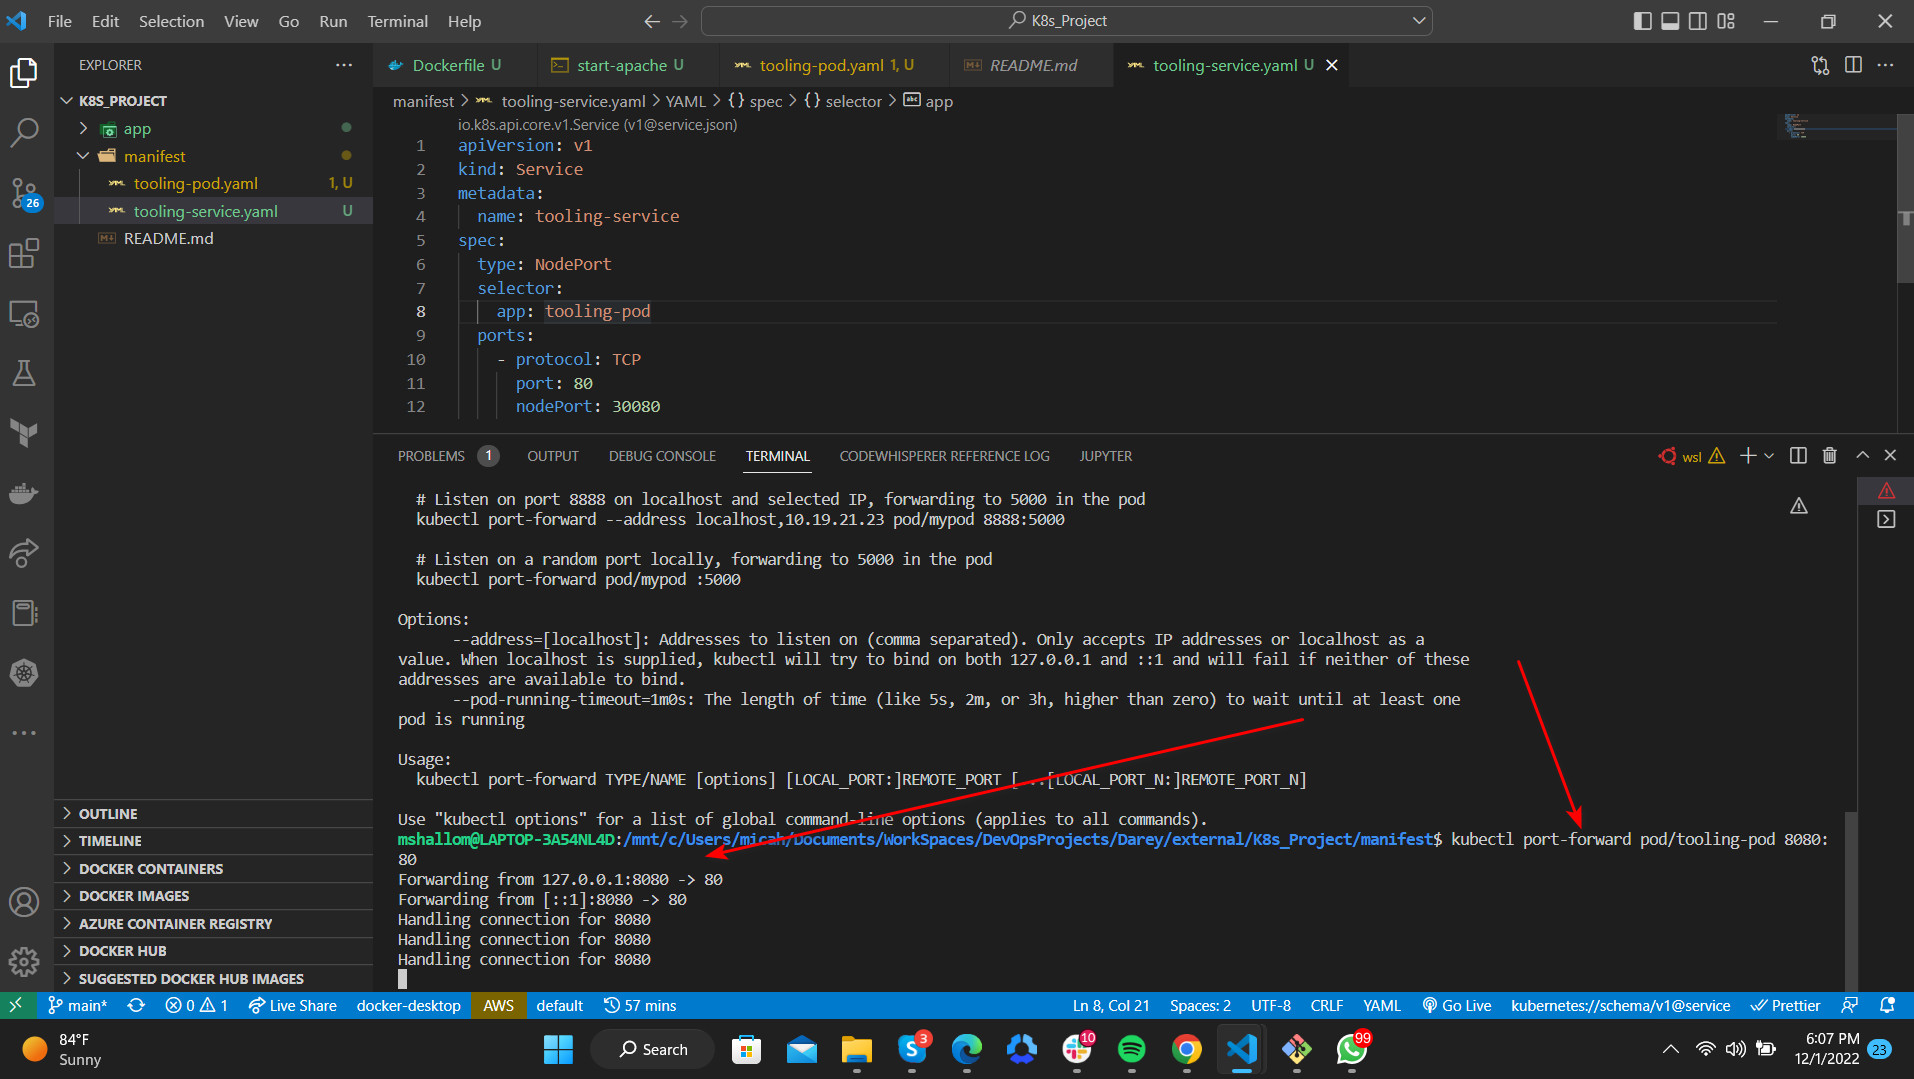 File Edit Selection View Go Run Terminal Help
K8s_Project
EXPLORER
K8S_PROJECT
app
manifest
tooling-pod.yaml 1, U
tooling-service.yaml U
README.md
OUTLINE
TIMELINE
DOCKER CONTAINERS
DOCKER IMAGES
AZURE CONTAINER REGISTRY
DOCKER HUB
SUGGESTED DOCKER HUB IMAGES
26
Dockerfile U start-apache U tooling-pod.yaml 1, U README.md tooling-service.yaml U
manifest > tooling-service.yaml > YAML > {} spec > {} selector > app
io.k8s.api.core.v1.Service (v1@service.json)
1 apiVersion: v1
2 kind: Service
3 metadata:
4 name: tooling-service
5 spec:
6 type: NodePort
7 selector:
8 app: tooling-pod
9 ports:
10 - protocol: TCP
11 port: 80
12 nodePort: 30080
PROBLEMS 1 OUTPUT DEBUG CONSOLE TERMINAL CODEWHISPERER REFERENCE LOG JUPYTER wsl
# Listen on port 8888 on localhost and selected IP, forwarding to 5000 in the pod
kubectl port-forward --address localhost,10.19.21.23 pod/mypod 8888:5000
# Listen on a random port locally, forwarding to 5000 in the pod
kubectl port-forward pod/mypod :5000
Options:
--address=[localhost]: Addresses to listen on (comma separated). Only accepts IP addresses or localhost as a
value. When localhost is supplied, kubectl will try to bind on both 127.0.0.1 and ::1 and will fail if neither of these
addresses are available to bind.
--pod-running-timeout=1m0s: The length of time (like 5s, 2m, or 3h, higher than zero) to wait until at least one
pod is running
Usage:
kubectl port-forward TYPE/NAME [options] [LOCAL_PORT:]REMOTE_PORT [...[LOCAL_PORT_N:]REMOTE_PORT_N]
Use "kubectl options" for a list of global command-line options (applies to all commands).
mshallom@LAPTOP-3A54NL4D:/mnt/c/Users/micah/Documents/WorkSpaces/DevOpsProjects/Darey/external/K8s_Project/manifest$ kubectl port-forward pod/tooling-pod 8080:
80
Forwarding from 127.0.0.1:8080 -> 80
Forwarding from [::1]:8080 -> 80
Handling connection for 8080
Handling connection for 8080
Handling connection for 8080
main* 0 1 Live Share docker-desktop AWS default 57 mins Ln 8, Col 21 Spaces: 2 UTF-8 CRLF YAML Go Live kubernetes://schema/v1@service Prettier
84°F
Sunny
Search
3
10
99
6:07 PM
12/1/2022
23